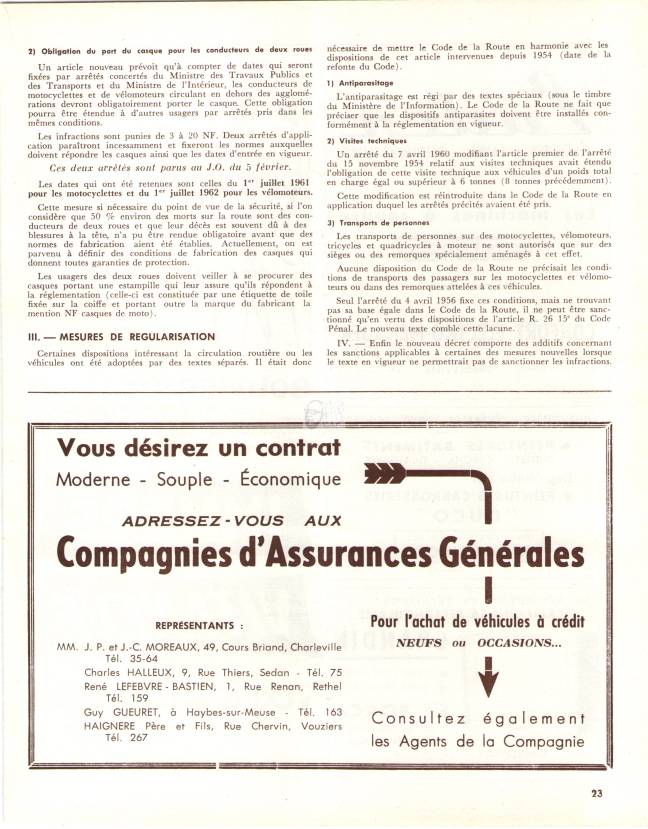 2) Obligation du port du casque pour les conducteurs de deux roues
Un article nouveau prévoit qu'à compter de dates qui seront
fixées par arrêtés concertés du Ministre des Travaux Publics et
des Transports et du Ministre de l'Intérieur, les conducteurs de
motocyclettes et de vélomoteurs circulant en dehors des agglomé-
rations devront obligatoirement porter le casque. Cette obligation
pourra être étendue à d'autres usagers par arrêtés pris dans les
mêmes conditions.
Les infractions sont punies de 3 à 20 NF. Deux arrêtés d'appli-
cation paraîtront incessamment et fixeront les normes auxquelles
doivent répondre les casques ainsi que les dates d'entrée en vigueur.
Ces deux arrêtés sont parus au J.O. du 5 février.
Les dates qui ont été retenues sont celles du 1er juillet 1961
pour les motocyclettes et du 1er juillet 1962 pour les vélomoteurs.
Cette mesure si nécessaire du point de vue de la sécurité, si l'on
considère que 50 % environ des morts sur la route sont des con-
ducteurs de deux roues et que leur décès est souvent dû à des
blessures à la tête, n'a pu être rendue obligatoire avant que des
normes de fabrication aient été établies. Actuellement, on est
parvenu à définir des conditions de fabrication des casques qui
donnent toutes garanties de protection.
Les usagers des deux roues doivent veiller à se procurer des
casques portant une estampille qui leur assure qu'ils répondent à
la réglementation (celle-ci est constituée par une étiquette de toile
fixée sur la coiffe et portant outre la marque du fabricant la
mention NF casques de moto).
III. — MESURES DE REGULARISATION
Certaines dispositions intéressant la circulation routière ou les
véhicules ont été adoptées par des textes séparés. Il était donc
nécessaire de mettre le Code de la Route en harmonie avec les
dispositions de cet article intervenues depuis 1954 (date de la
refonte du Code).
1) Antiparasitage
L'antiparasitage est régi par des textes spéciaux (sous le timbre
du Ministère de l'Information). Le Code de la Route ne fait que
préciser que les dispositifs antiparasites doivent être installés con-
formément à la réglementation en vigueur.
2) Visites techniques
Un arrêté du 7 avril 1960 modifiant l'article premier de l'arrêté
du 15 novembre 1954 relatif aux visites techniques avait étendu
l'obligation de cette visite technique aux véhicules d'un poids total
en charge égal ou supérieur à 6 tonnes (8 tonnes précédemment).
Cette modification est réintroduite dans le Code de la Route en
application duquel les arrêtés précités avaient été pris.
3) Transports de personnes
Les transports de personnes sur des motocyclettes, vélomoteurs,
tricycles et quadricycles à moteur ne sont autorisés que sur des
sièges ou des remorques spécialement aménagés à cet effet.
Aucune disposition du Code de la Route ne précisait les condi-
tions de transports des passagers sur les motocyclettes et vélomo-
teurs ou dans des remorques attelées à ces véhicules.
Seul l'arrêté du 4 avril 1956 fixe ces conditions, mais ne trouvant
pas sa base égale dans le Code de la Route, il ne peut être sanc-
tionné qu'en vertu des dispositions de l'article R. 26 15° du Code
Pénal. Le nouveau texte comble cette lacune.
IV. — Enfin le nouveau décret comporte des additifs concernant
les sanctions applicables à certaines des mesures nouvelles lorsque
le texte en vigueur ne permettrait pas de sanctionner les infractions.
Vous désirez un contrat
Moderne - Souple - Économique
ADRESSEZ-VOUS AUX
Compagnies d'Assurances Générales
REPRÉSENTANTS :
MM. J. P. et J.-C. MOREAUX, 49, Cours Briand, Charleville
Tél. 35-64
Charles HALLEUX, 9, Rue Thiers, Sedan - Tél. 75
René LEFEBVRE - BASTIEN, 1, Rue Renan, Rethel
Tél. 159
Guy GUEURET, à Haybes-sur-Meuse - Tél. 163
HAIGNERE Père et Fils, Rue Chervin, Vouziers
Tél. 267
Pour l'achat de véhicules à crédit
NEUFS ou OCCASIONS...
Consultez également
les Agents de la Compagnie
23